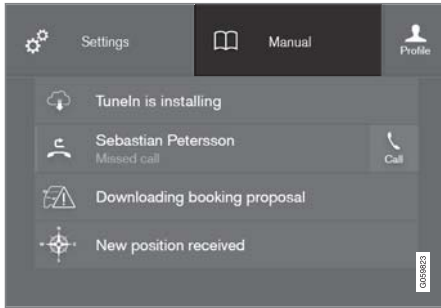 Settings
Manual
Profile
TuneIn is installing
Sebastian Petersson
Missed call
Call
Downloading booking proposal
New position received
G059823